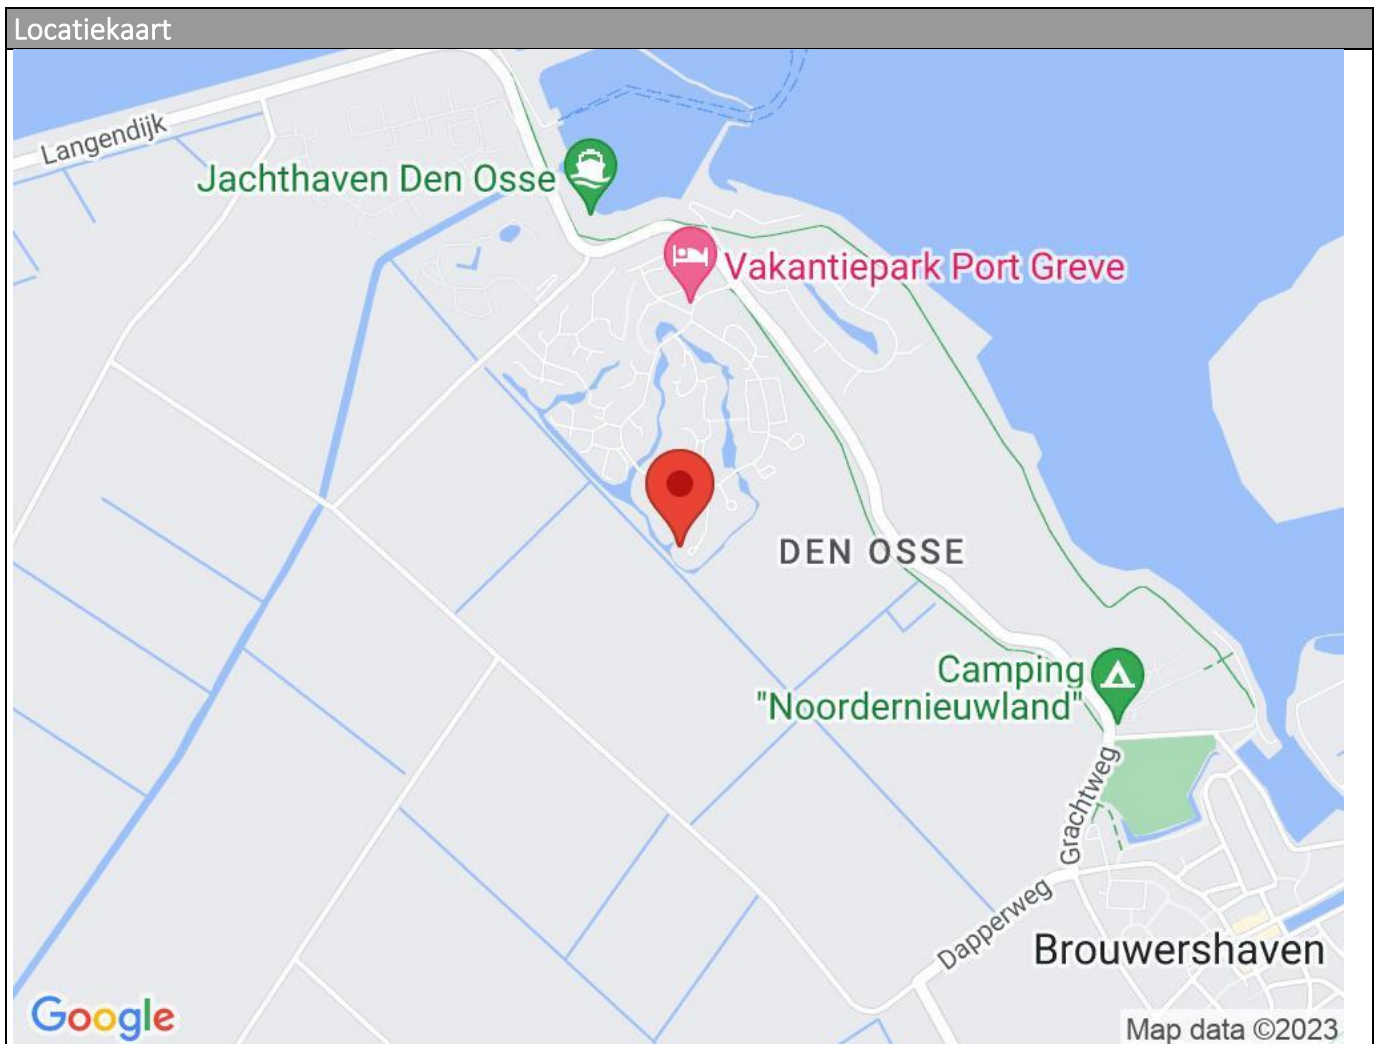 Locatiekaart
Langendijk
Jachthaven Den Osse
Vakantiepark Port Greve
DEN OSSE
Camping
"Noordernieuwland"
Grachtweg
Dapperweg
Brouwershaven
Google
Map data ©2023